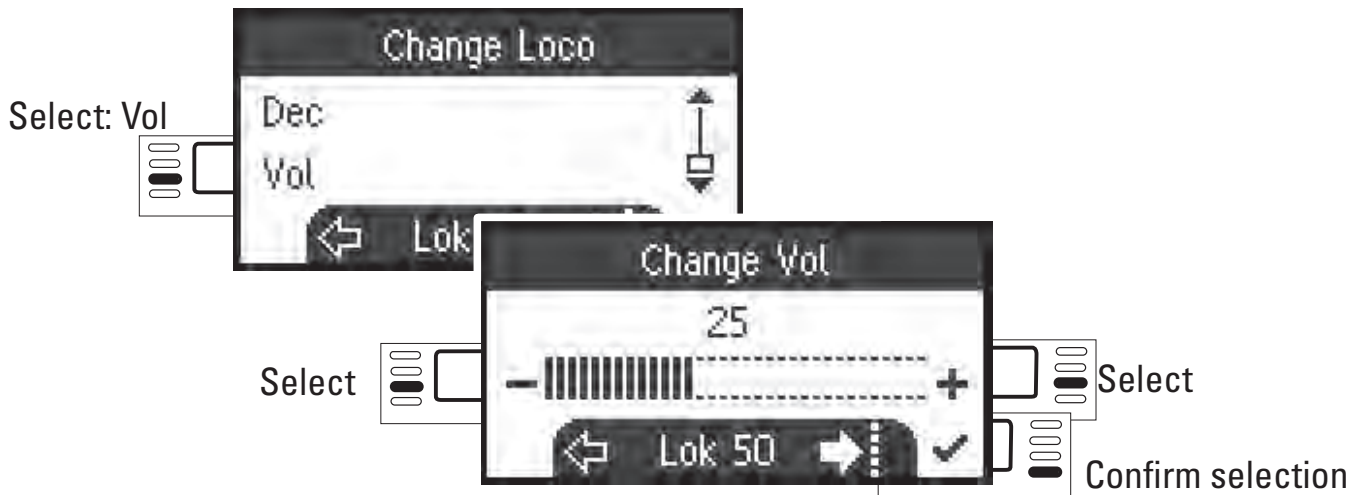 Change Loco
Select: Vol
Dec
Vol
Lok
Change Vol
25
Select
Select
Lok 50
Confirm selection